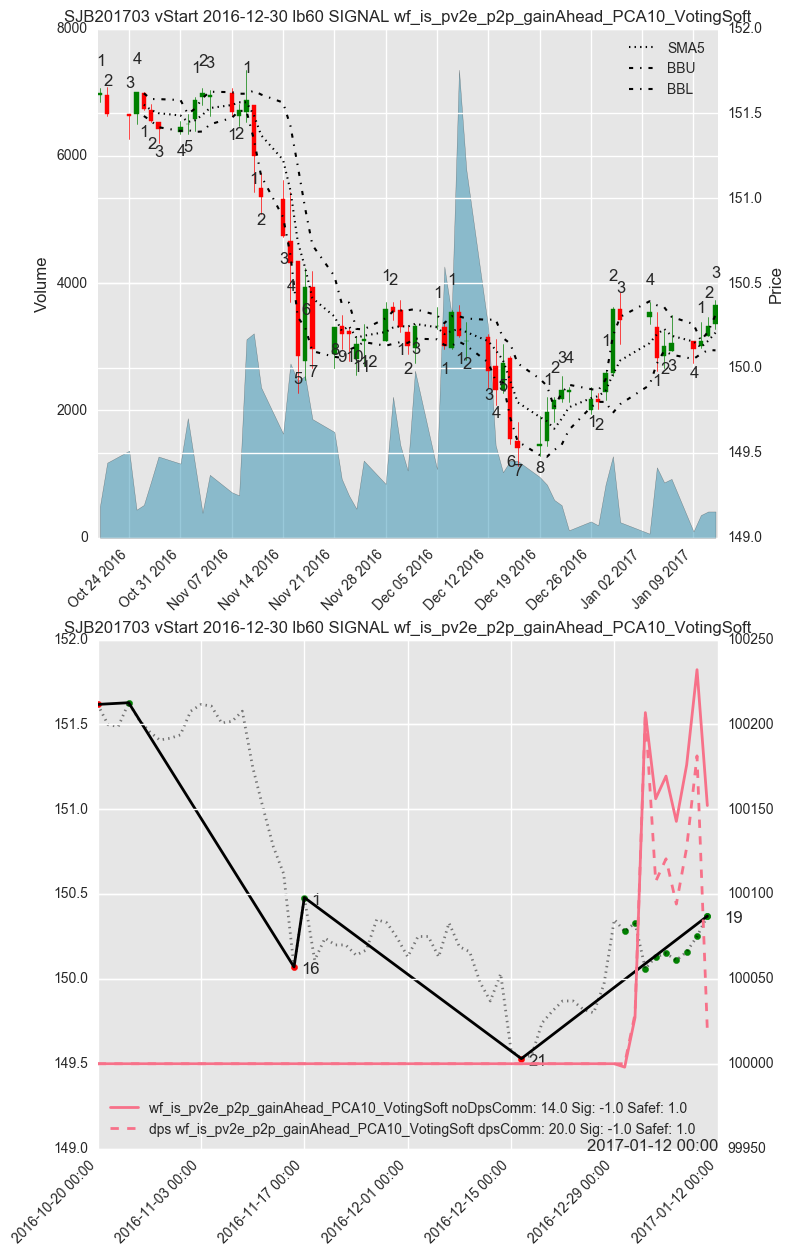 SJB201703 vStart 2016-12-30 lb60 SIGNAL wf_is_pv2e_p2p_gainAhead_PCA10_VotingSoft
8000
6000
4000
2000
0
Volume
152.0
151.5
151.0
150.5
150.0
149.5
149.0
Price
SMA5
BBU
BBL
Oct 24 2016
Oct 31 2016
Nov 07 2016
Nov 14 2016
Nov 21 2016
Nov 28 2016
Dec 05 2016
Dec 12 2016
Dec 19 2016
Dec 26 2016
Jan 02 2017
Jan 09 2017
SJB201703 vStart 2016-12-30 lb60 SIGNAL wf_is_pv2e_p2p_gainAhead_PCA10_VotingSoft
152.0
151.5
151.0
150.5
150.0
149.5
149.0
100250
100200
100150
100100
100050
100000
99950
1
19
16
21
wf_is_pv2e_p2p_gainAhead_PCA10_VotingSoft noDpsComm: 14.0 Sig: -1.0 Safef: 1.0
dps wf_is_pv2e_p2p_gainAhead_PCA10_VotingSoft dpsComm: 20.0 Sig: -1.0 Safef: 1.0
2017-01-12 00:00
2016-10-20 00:00
2016-11-03 00:00
2016-11-17 00:00
2016-12-01 00:00
2016-12-15 00:00
2016-12-29 00:00
2017-01-12 00:00